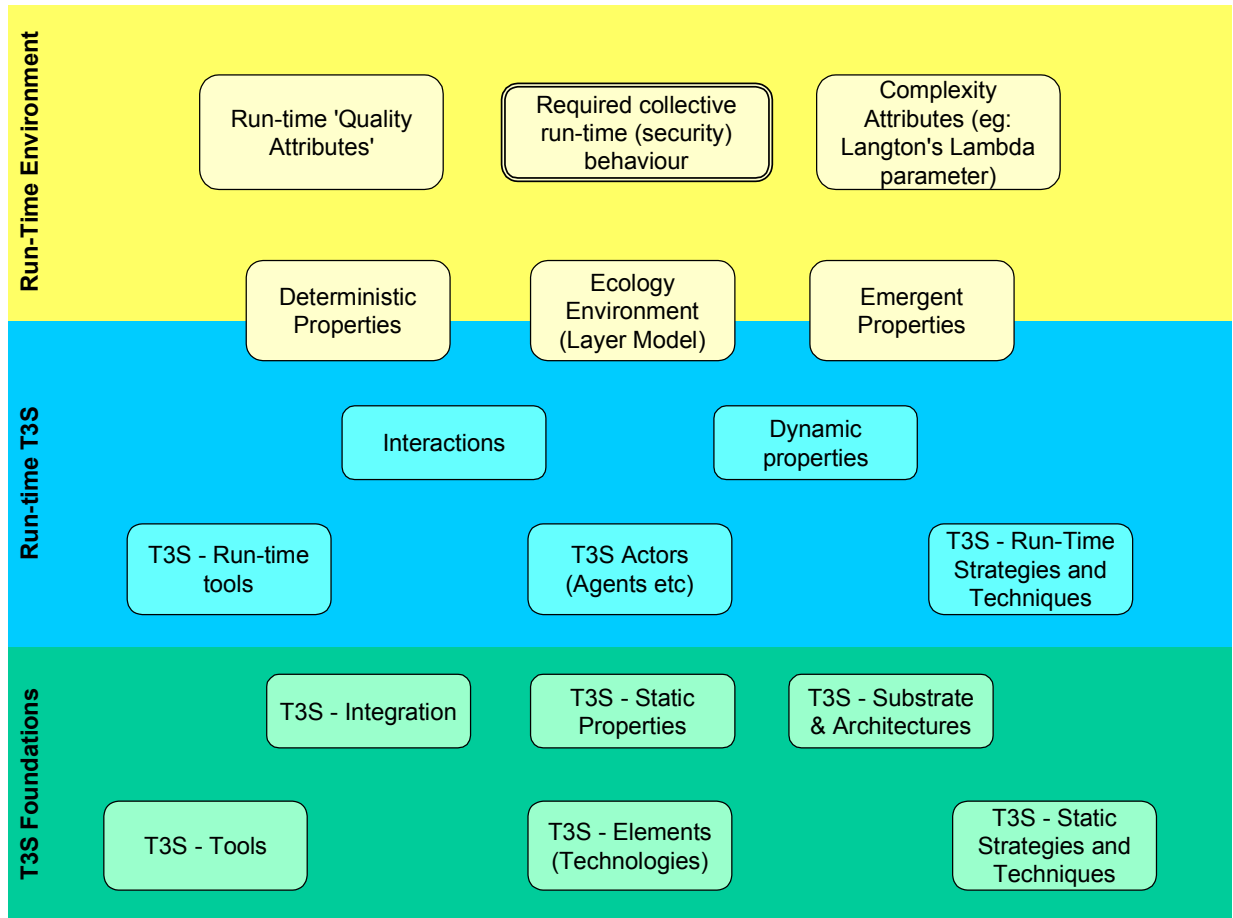 Run-Time Environment
Run-time 'Quality
Attributes'
Required collective
run-time (security)
behaviour
Complexity
Attributes (eg:
Langton's Lambda
parameter)
Deterministic
Properties
Ecology
Environment
(Layer Model)
Emergent
Properties
Run-time T3S
Interactions
Dynamic
properties
T3S - Run-time
tools
T3S Actors
(Agents etc)
T3S - Run-Time
Strategies and
Techniques
T3S Foundations
T3S - Integration
T3S - Static
Properties
T3S - Substrate
& Architectures
T3S - Tools
T3S - Elements
(Technologies)
T3S - Static
Strategies and
Techniques